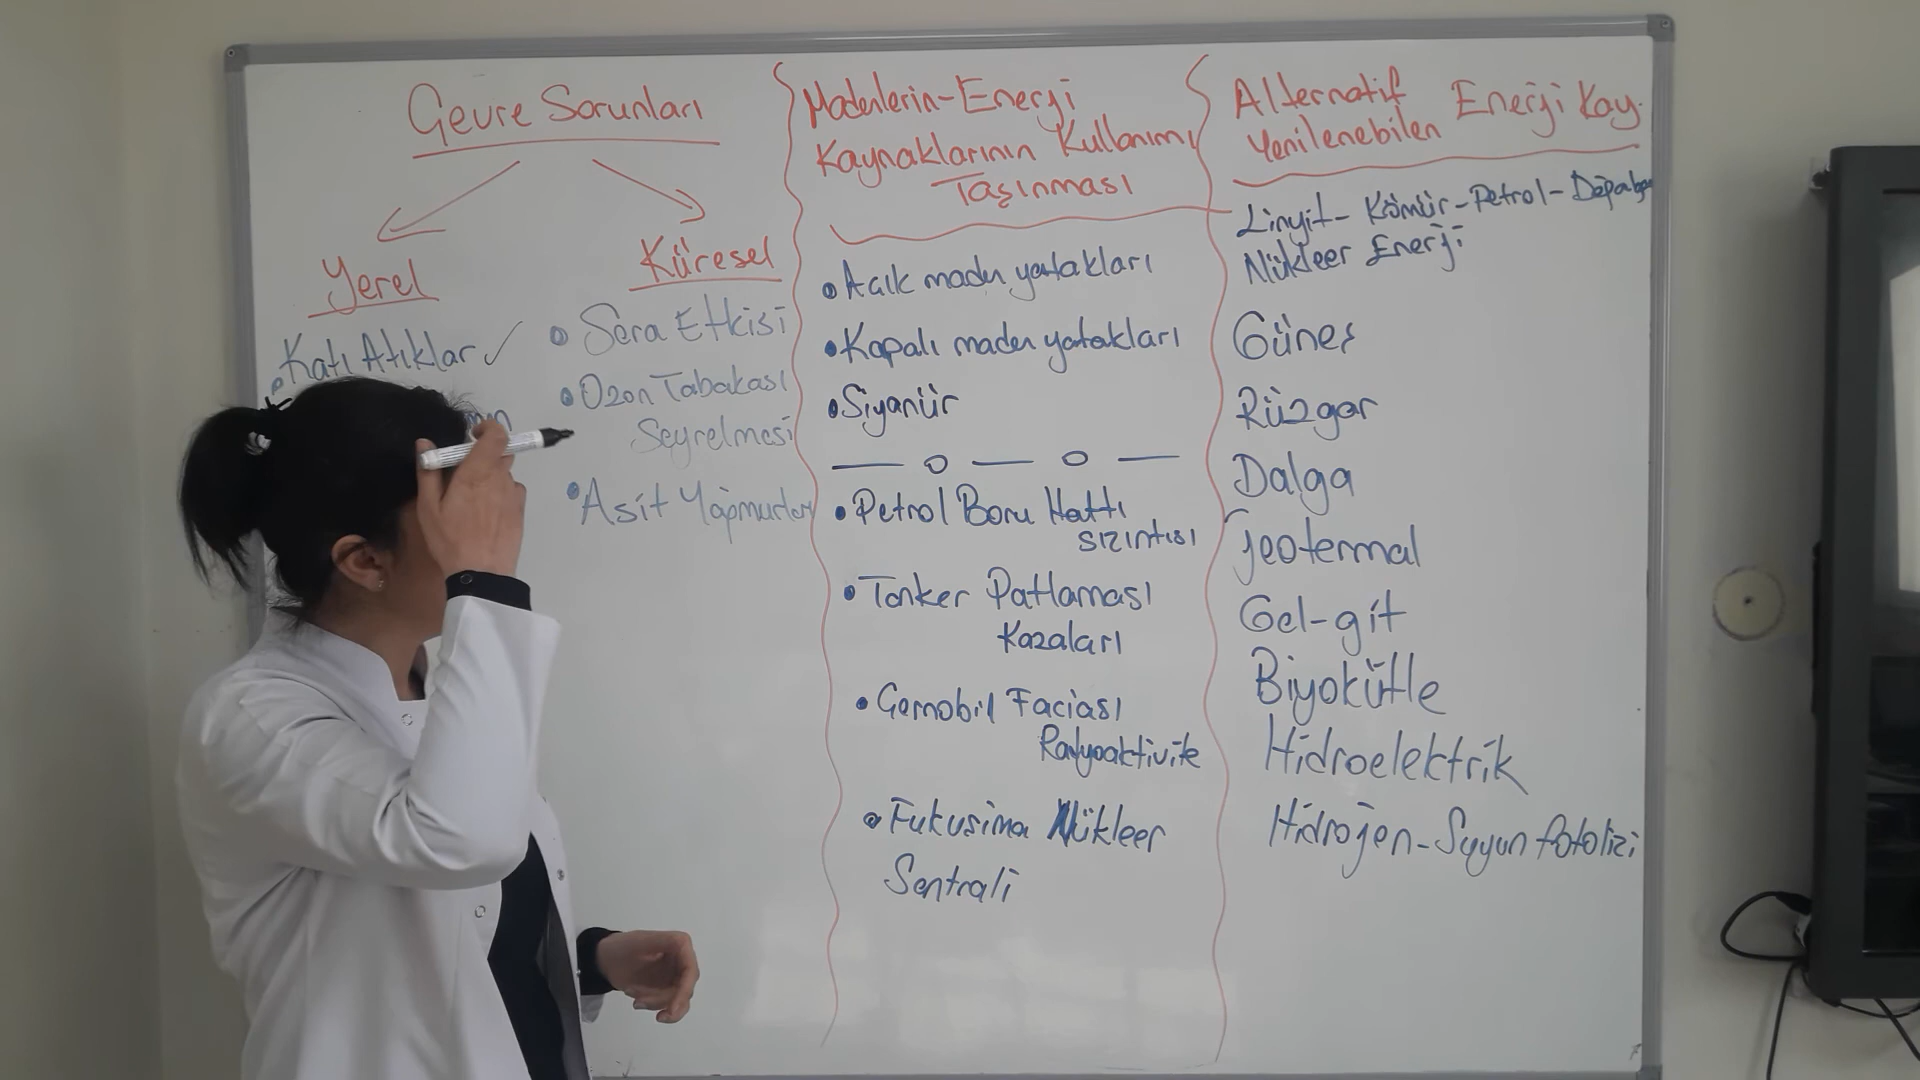 Çevre Sorunları
Yerel
Katı Atıklar ✓
Küresel
• Sera Etkisi
• Ozon Tabakası
Seyrelmesi
• Asit Yağmurları
Madenlerin-Enerji
Kaynaklarının Kullanımı
Taşınması
• Acık maden yatakları
• Kapalı maden yatakları
• Siyanür
• Petrol Boru Hattı
sızıntısı
• Tanker Patlaması
Kazaları
• Çernobil Faciası
Radyoaktivite
• Fukusima Nükleer
Santrali
Alternatif Enerji Kay.
Yenilenebilen
Linyit- Kömür-Petrol-
Nükleer Enerji
Güneş
Rüzgar
Dalga
Jeotermal
Gel-git
Biyokütle
Hidroelektrik
Hidrojen-Suyun fotolizi